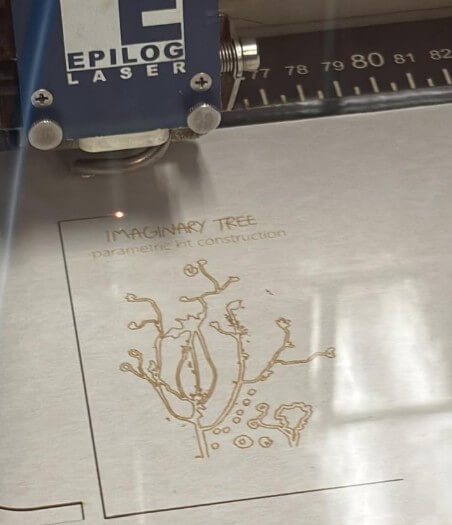 EPILOG
LASER
77 78 79 80 81 82
IMAGINARY TREE
parametric kit construction